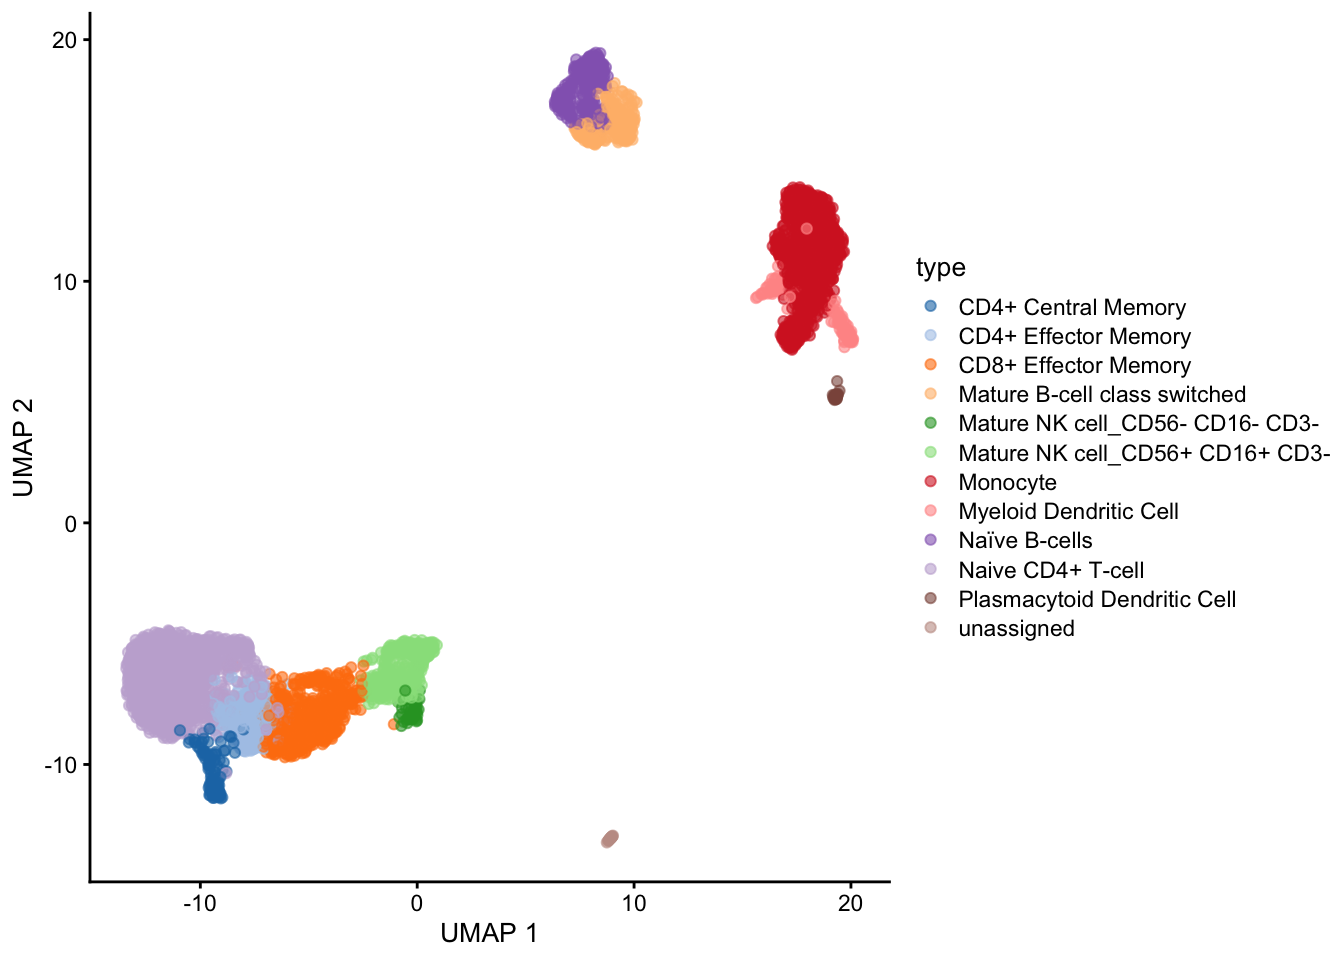 20
10
0
-10
UMAP 2
-10
0
10
20
UMAP 1
type
CD4+ Central Memory
CD4+ Effector Memory
CD8+ Effector Memory
Mature B-cell class switched
Mature NK cell_CD56- CD16- CD3-
Mature NK cell_CD56+ CD16+ CD3-
Monocyte
Myeloid Dendritic Cell
Naïve B-cells
Naive CD4+ T-cell
Plasmacytoid Dendritic Cell
unassigned